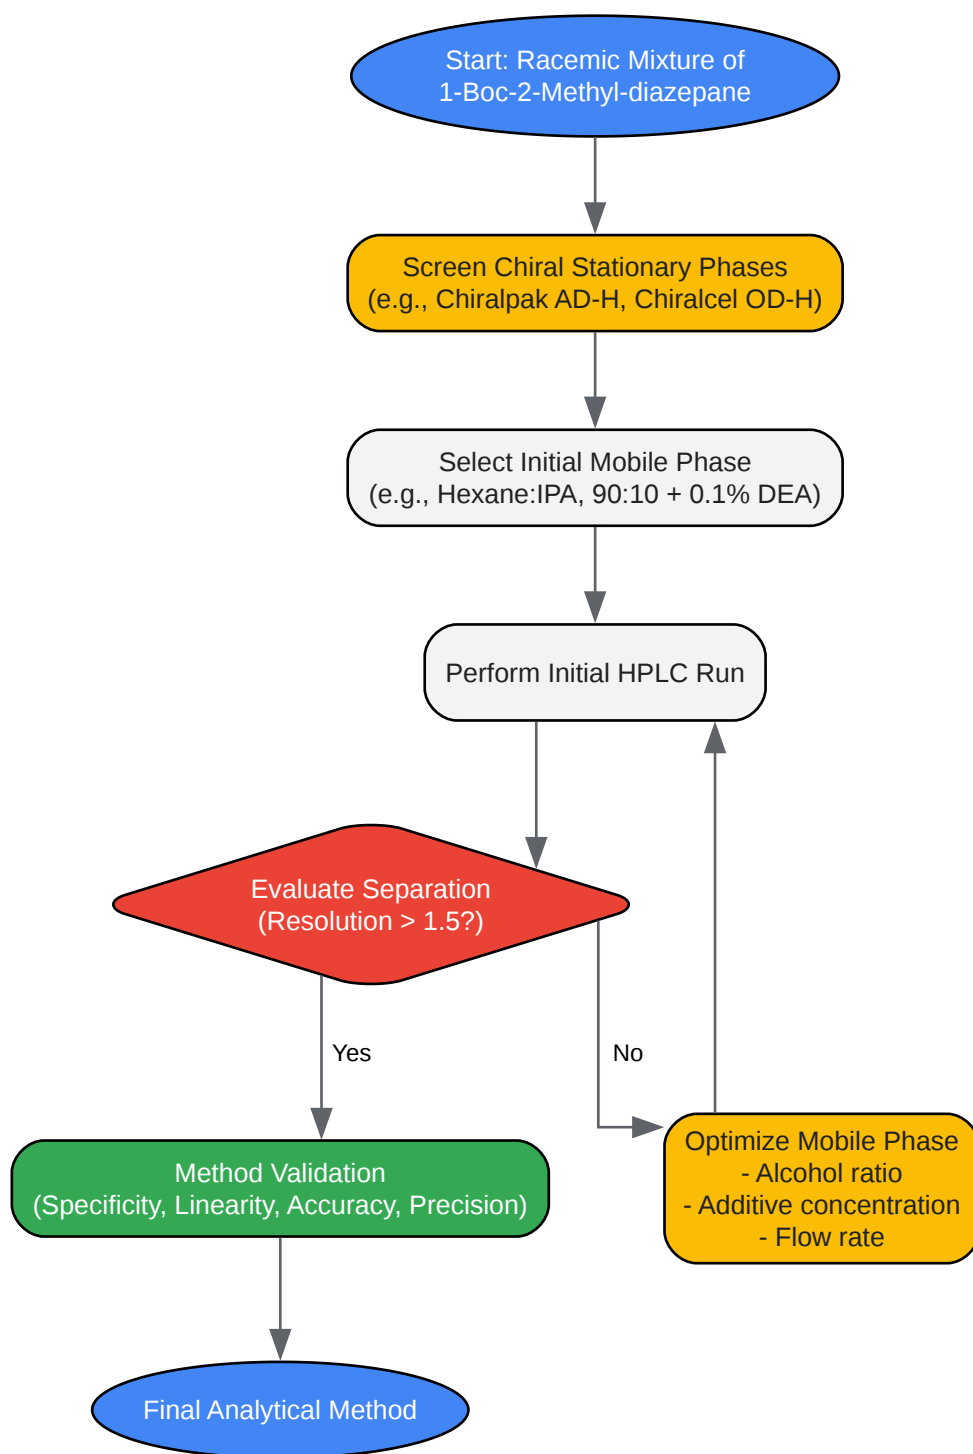 Start: Racemic Mixture of
1-Boc-2-Methyl-diazepane
Screen Chiral Stationary Phases
(e.g., Chiralpak AD-H, Chiralcel OD-H)
Select Initial Mobile Phase
(e.g., Hexane:IPA, 90:10 + 0.1% DEA)
Perform Initial HPLC Run
Evaluate Separation
(Resolution > 1.5?)
Yes
No
Optimize Mobile Phase
- Alcohol ratio
- Additive concentration
- Flow rate
Method Validation
(Specificity, Linearity, Accuracy, Precision)
Final Analytical Method